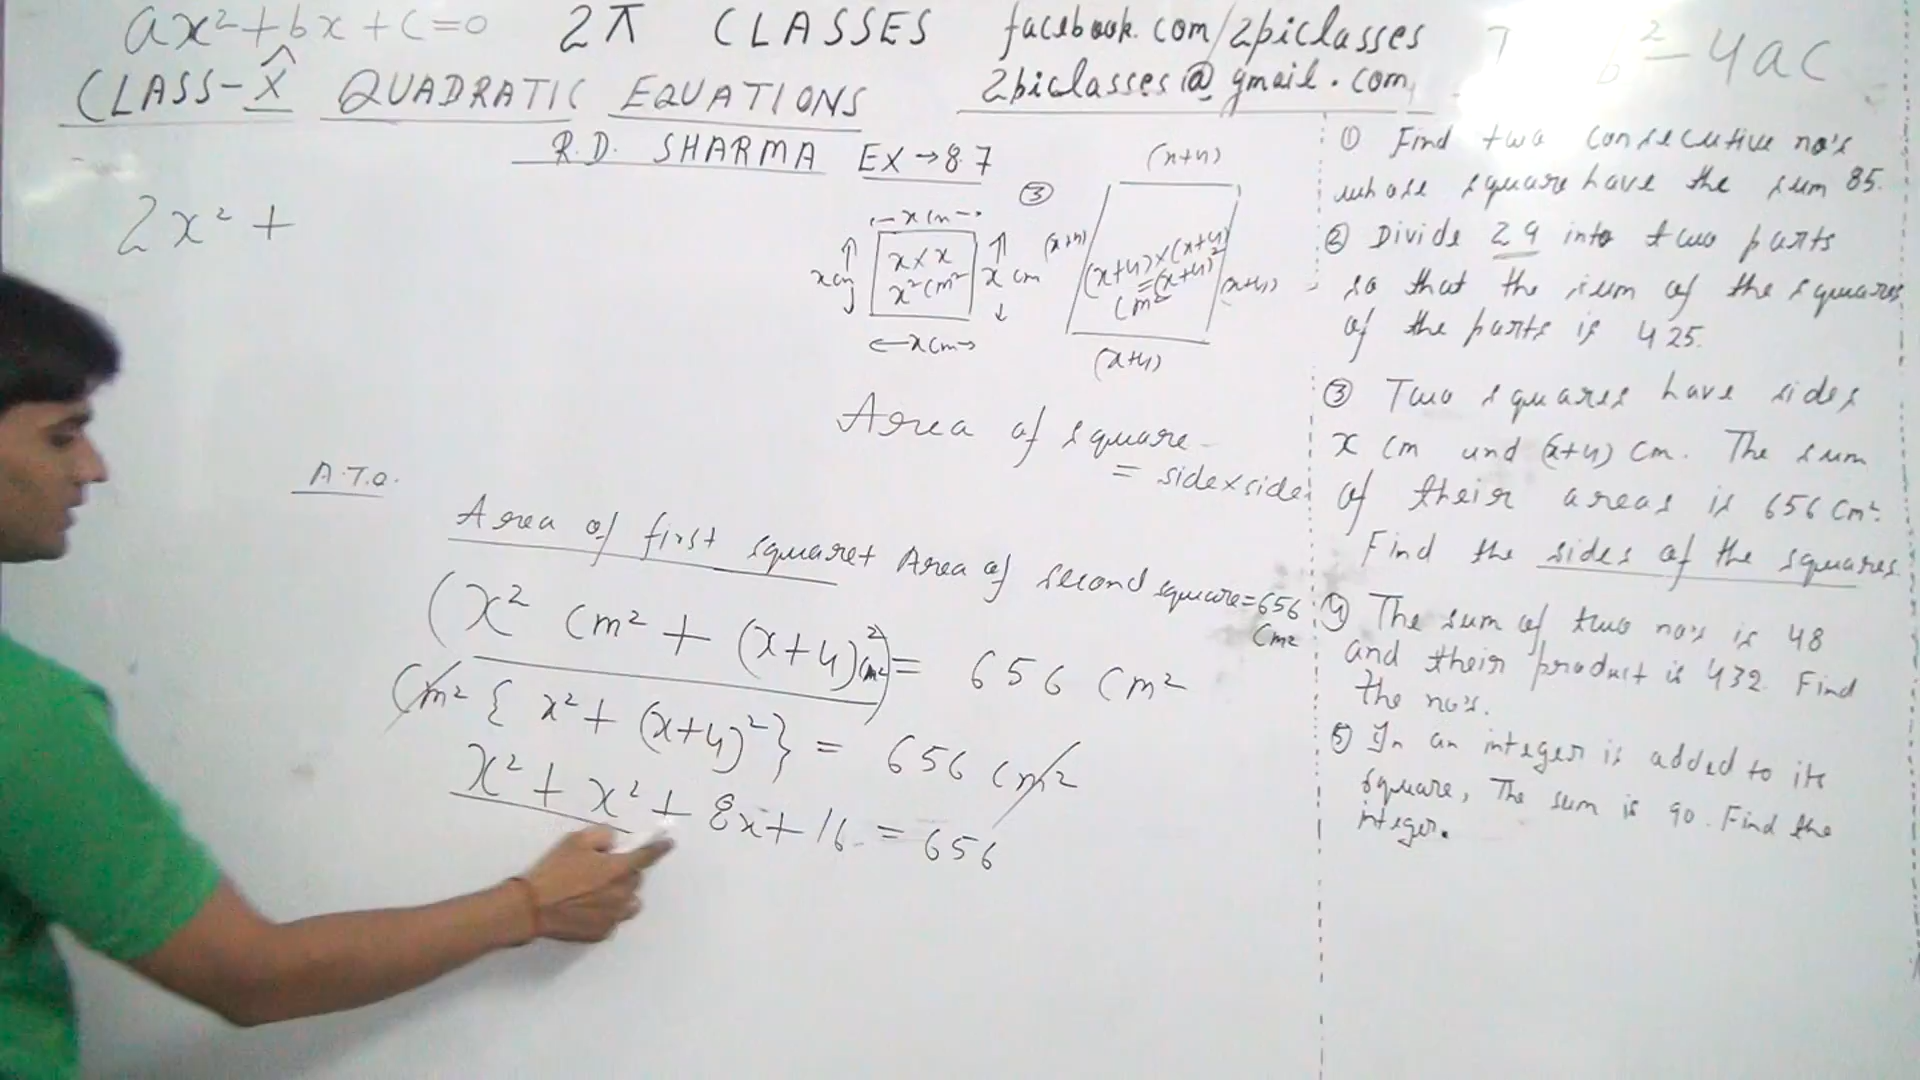 ax²+bx+c=0 2π CLASSES facebook.com/2piclasses
b²-4ac
CLASS-X QUADRATIC EQUATIONS 2piclasses@gmail.com
R.D. SHARMA EX→8.7
2x²+
③
x cm
x cm
x×x
x²cm²
x cm
x cm
(x+4)
(x+4)
(x+4)×(x+4)
=(x+4)²
cm²
(x+4)
(x+4)
Area of square
= side×side
A.T.Q.
Area of first square+ Area of second square=656
cm²
(x² cm² + (x+4)²cm²) = 656 cm²
cm² { x²+ (x+4)²} = 656 cm²
x²+ x²+ 8x+16 = 656
① Find two consecutive no's
whose square have the sum 85.
② Divide 29 into two parts
so that the sum of the squares
of the parts is 425.
③ Two squares have sides
x cm and (x+4) cm. The sum
of their areas is 656 cm².
Find the sides of the squares.
④ The sum of two no's is 48
and their product is 432. Find
the no's.
⑤ In an integer is added to its
square, The sum is 90. Find the
integer.